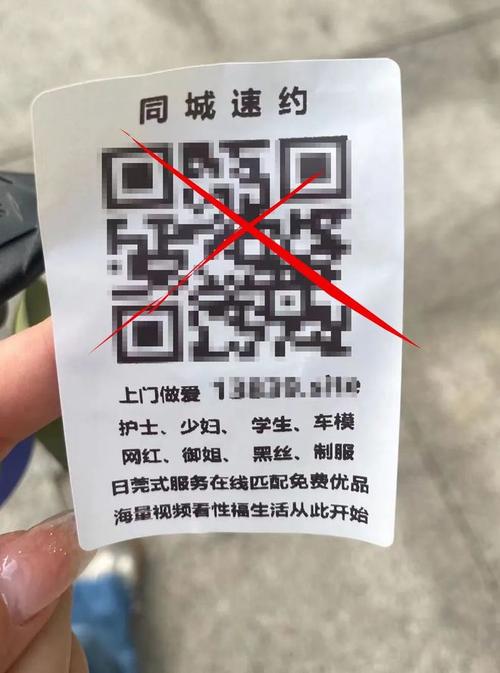 同城速约
上门做爱
护士、少妇、学生、车模
网红、御姐、黑丝、制服
日莞式服务在线匹配免费优品
海量视频看性福生活从此开始